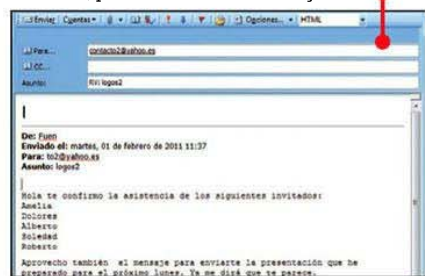 Enviar Cuentas Opciones... HTML
Para... contacto2@yahoo.es
CC...
Asunto: RV: logos2
De: Fuen
Enviado el: martes, 01 de febrero de 2011 11:37
Para: to2@yahoo.es
Asunto: logos2
Hola te confirmo la asistencia de los siguientes invitados:
Amelia
Dolores
Alberto
Soledad
Roberto
Aprovecho también el mensaje para enviarte la presentación que he
preparado para el próximo lunes. Ya me dirá que te parece.